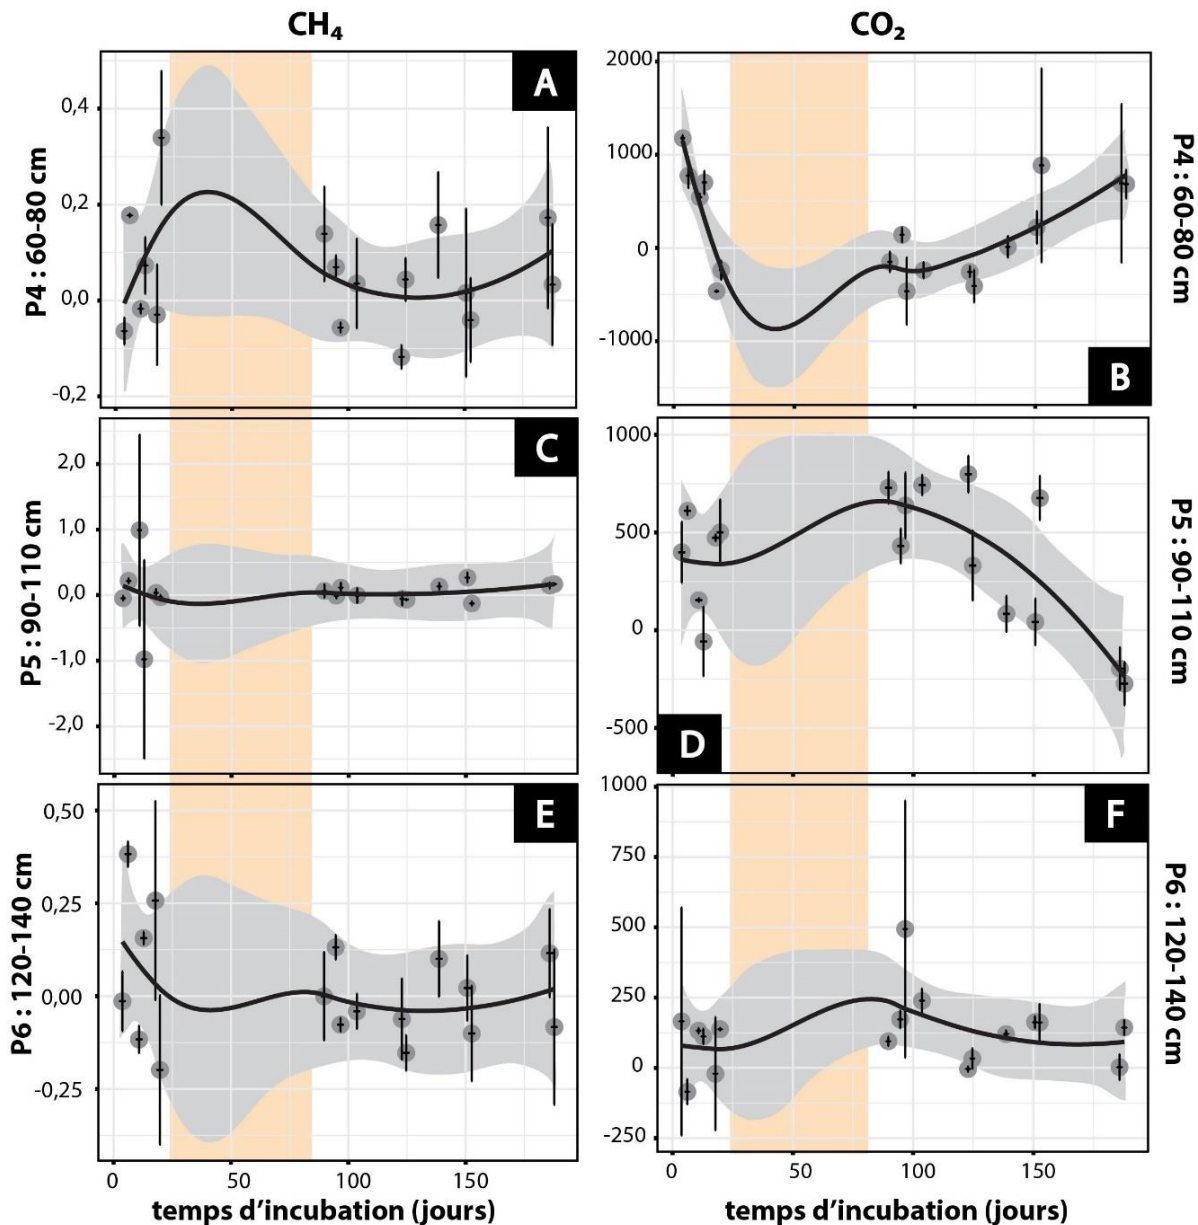 CH₄
CO₂
P4 : 60-80 cm
0,4
0,2
0,0
-0,2
A
2000
1000
0
-1000
B
P4 : 60-80 cm
P5 : 90-110 cm
2,0
1,0
0,0
-1,0
-2,0
C
1000
500
0
-500
D
P5 : 90-110 cm
P6 : 120-140 cm
0,50
0,25
0,00
-0,25
E
1000
750
500
250
0
-250
F
P6 : 120-140 cm
0 50 100 150
0 50 100 150
temps d’incubation (jours)
temps d’incubation (jours)